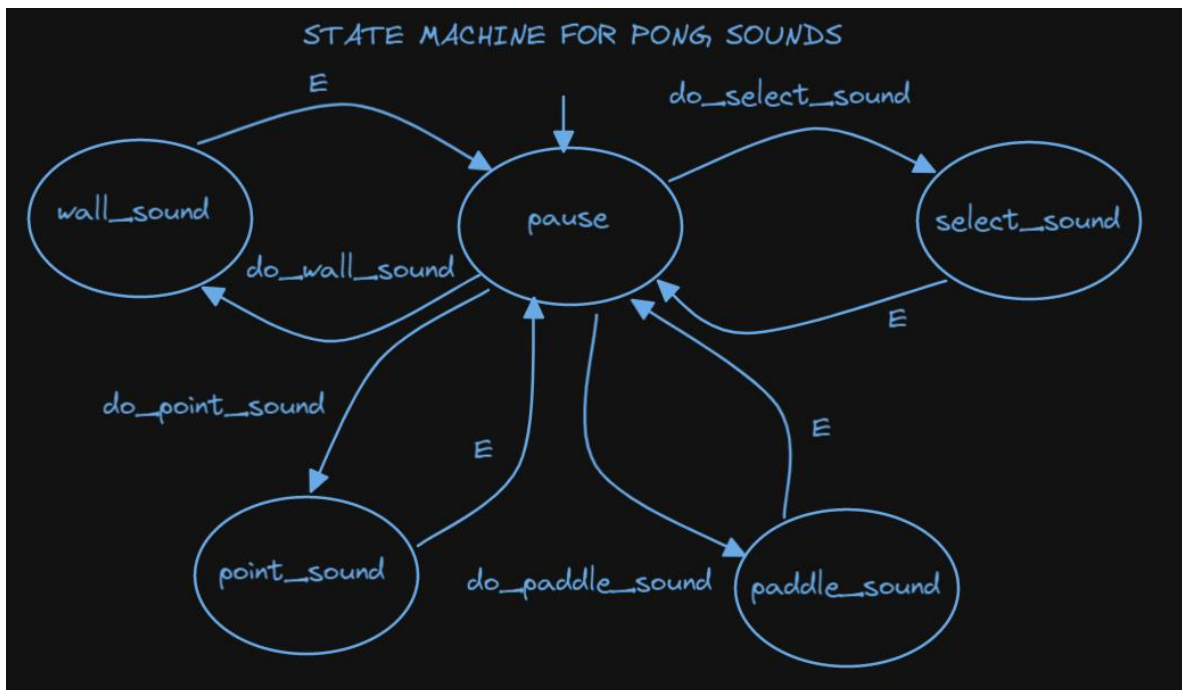 STATE MACHINE FOR PONG SOUNDS
E
do_select_sound
wall_sound
pause
select_sound
do_wall_sound
E
do_point_sound
E
E
point_sound
do_paddle_sound
paddle_sound